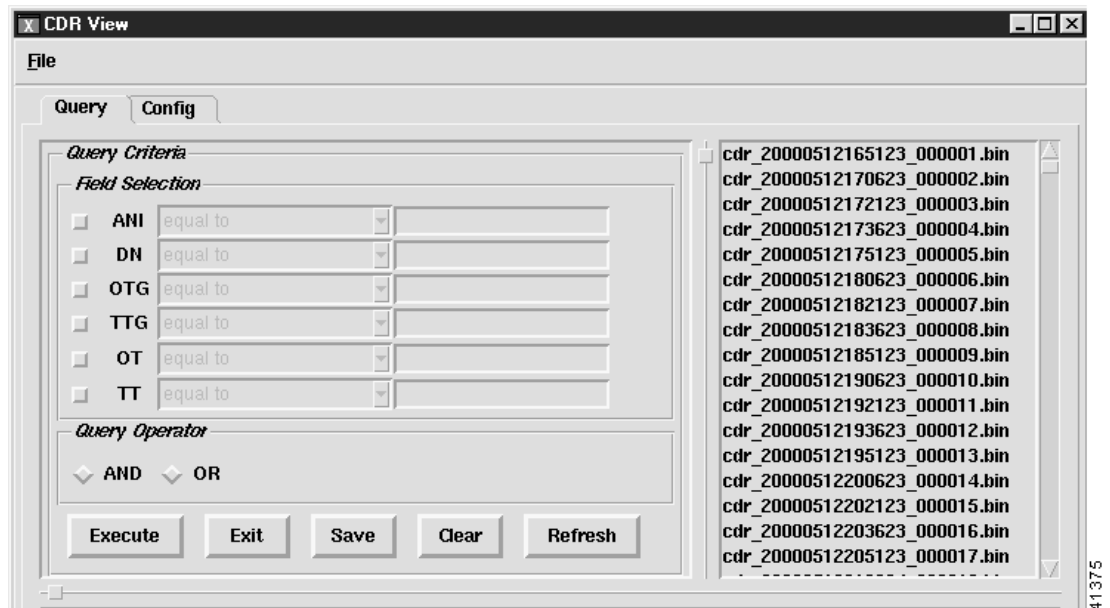 CDR View
File
Query Config
Query Criteria
Field Selection
ANI equal to
DN equal to
OTG equal to
TTG equal to
OT equal to
TT equal to
Query Operator
AND OR
Execute Exit Save Clear Refresh
cdr_20000512165123_000001.bin
cdr_20000512170623_000002.bin
cdr_20000512172123_000003.bin
cdr_20000512173623_000004.bin
cdr_20000512175123_000005.bin
cdr_20000512180623_000006.bin
cdr_20000512182123_000007.bin
cdr_20000512183623_000008.bin
cdr_20000512185123_000009.bin
cdr_20000512190623_000010.bin
cdr_20000512192123_000011.bin
cdr_20000512193623_000012.bin
cdr_20000512195123_000013.bin
cdr_20000512200623_000014.bin
cdr_20000512202123_000015.bin
cdr_20000512203623_000016.bin
cdr_20000512205123_000017.bin
41375